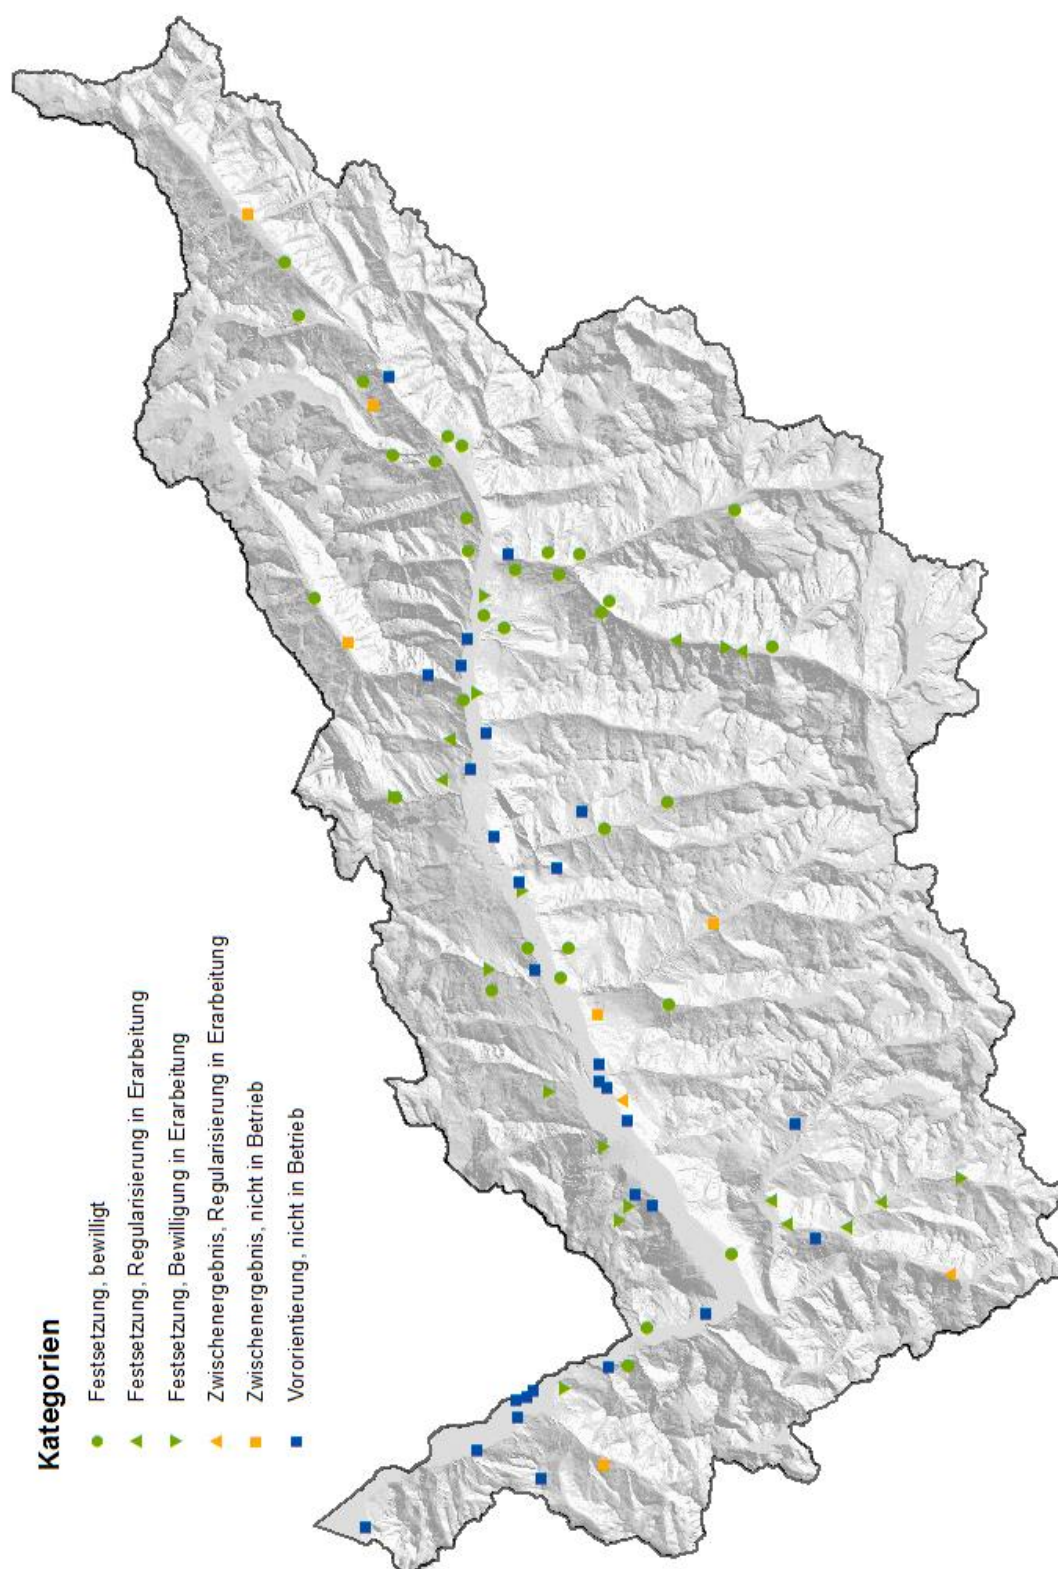 Kategorien
Festsetzung, bewilligt
Festsetzung, Regularisierung in Erarbeitung
Festsetzung, Bewilligung in Erarbeitung
Zwischenergebnis, Regularisierung in Erarbeitung
Zwischenergebnis, nicht in Betrieb
Vororientierung, nicht in Betrieb